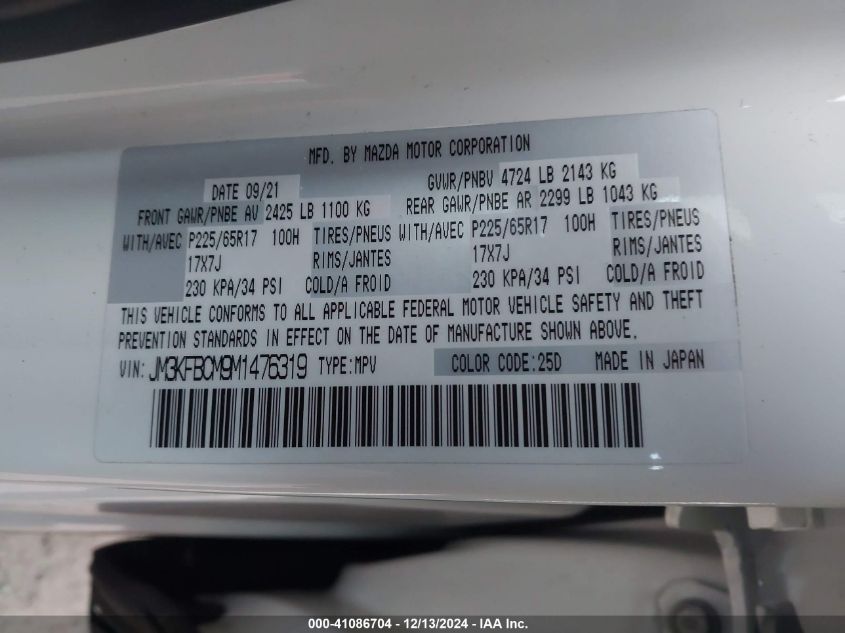 MFD. BY MAZDA MOTOR CORPORATION
DATE 09/21 GVWR/PNBV 4724 LB 2143 KG
FRONT GAWR/PNBE AV 2425 LB 1100 KG REAR GAWR/PNBE AR 2299 LB 1043 KG
WITH/AVEC P225/65R17 100H TIRES/PNEUS WITH/AVEC P225/65R17 100H TIRES/PNEUS
17X7J RIMS/JANTES 17X7J RIMS/JANTES
230 KPA/34 PSI COLD/A FROID 230 KPA/34 PSI COLD/A FROID
THIS VEHICLE CONFORMS TO ALL APPLICABLE FEDERAL MOTOR VEHICLE SAFETY AND THEFT
PREVENTION STANDARDS IN EFFECT ON THE DATE OF MANUFACTURE SHOWN ABOVE.
VIN: JM3KFBCM9M1476319 TYPE:MPV COLOR CODE:25D MADE IN JAPAN
000-41086704 - 12/13/2024 - IAA Inc.